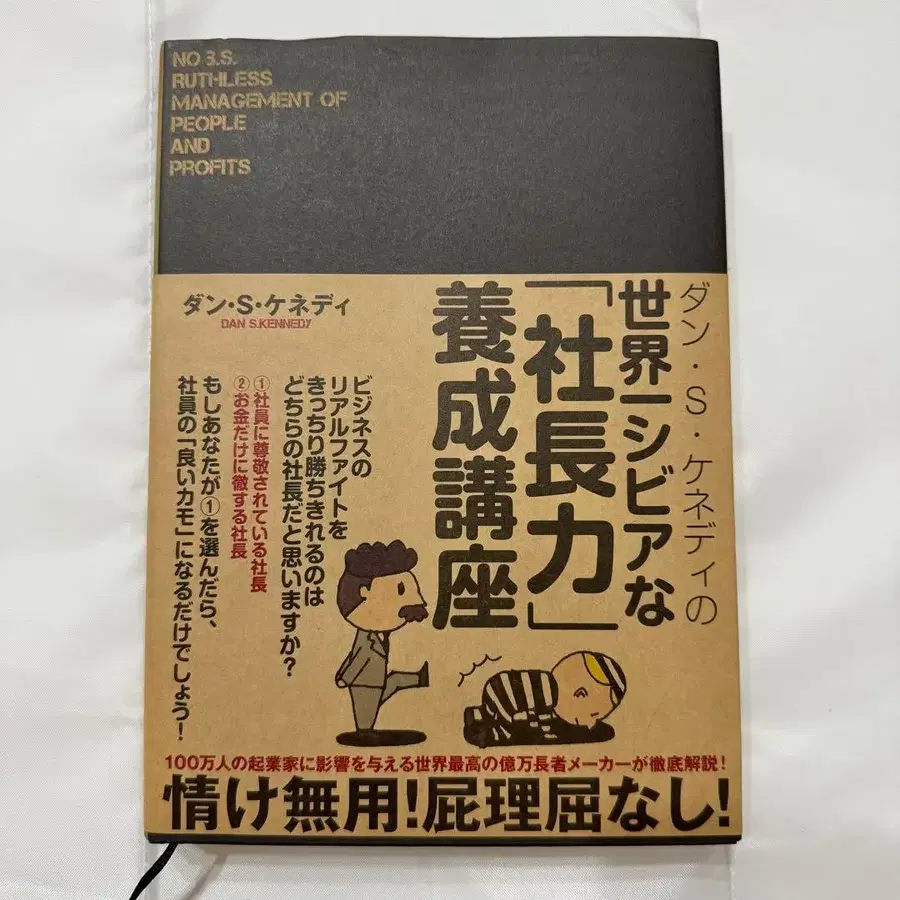 NO B.S.
RUTHLESS
MANAGEMENT OF
PEOPLE
AND
PROFITS
ダン・S・ケネディの
世界一シビアな
「社長力」
養成講座
ダン・S・ケネディ
DAN S.KENNEDY
ビジネスの
リアルファイトを
きっちり勝ちきれるのは
どちらの社長だと思いますか?
①社員に尊敬されている社長
②お金だけに徹する社長
もしあなたが①を選んだら、
社員の「良いカモ」になるだけでしょう!
100万人の起業家に影響を与える世界最高の億万長者メーカーが徹底解説!
情け無用!屁理屈なし!